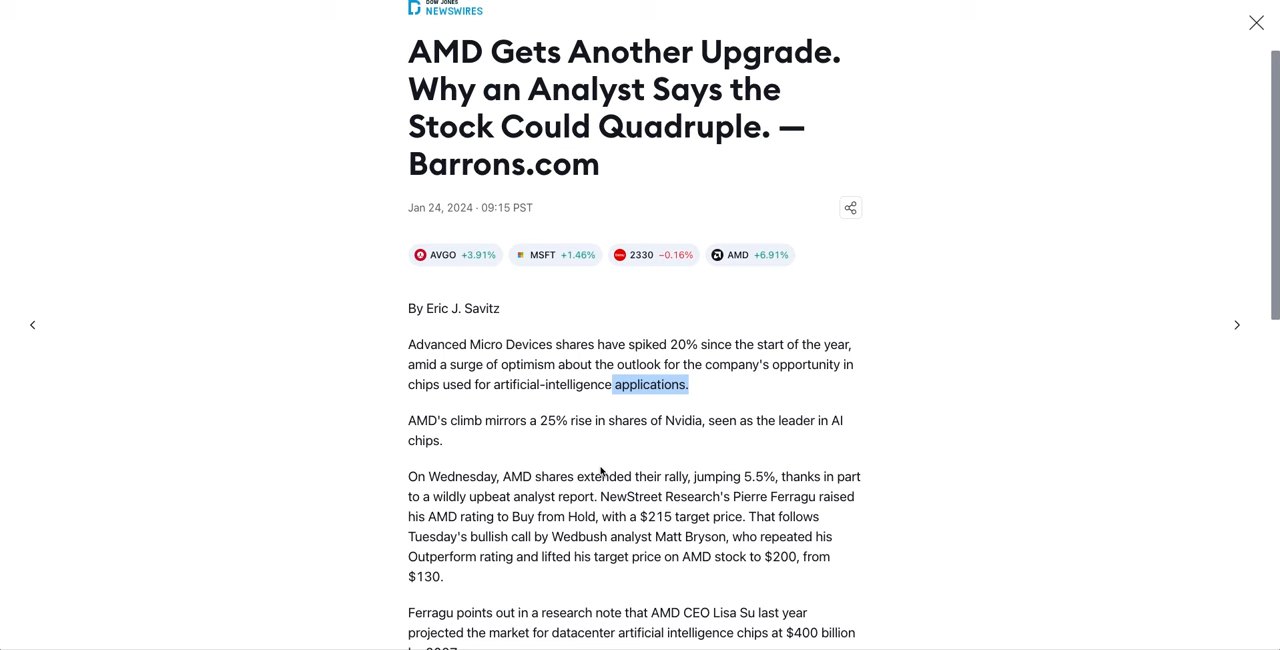 DOW JONES
NEWSWIRES
AMD Gets Another Upgrade.
Why an Analyst Says the
Stock Could Quadruple. —
Barrons.com
Jan 24, 2024 · 09:15 PST
AVGO +3.91% MSFT +1.46% 2330 −0.16% AMD +6.91%
By Eric J. Savitz
Advanced Micro Devices shares have spiked 20% since the start of the year,
amid a surge of optimism about the outlook for the company's opportunity in
chips used for artificial-intelligence applications.
AMD's climb mirrors a 25% rise in shares of Nvidia, seen as the leader in AI
chips.
On Wednesday, AMD shares extended their rally, jumping 5.5%, thanks in part
to a wildly upbeat analyst report. NewStreet Research's Pierre Ferragu raised
his AMD rating to Buy from Hold, with a $215 target price. That follows
Tuesday's bullish call by Wedbush analyst Matt Bryson, who repeated his
Outperform rating and lifted his target price on AMD stock to $200, from
$130.
Ferragu points out in a research note that AMD CEO Lisa Su last year
projected the market for datacenter artificial intelligence chips at $400 billion